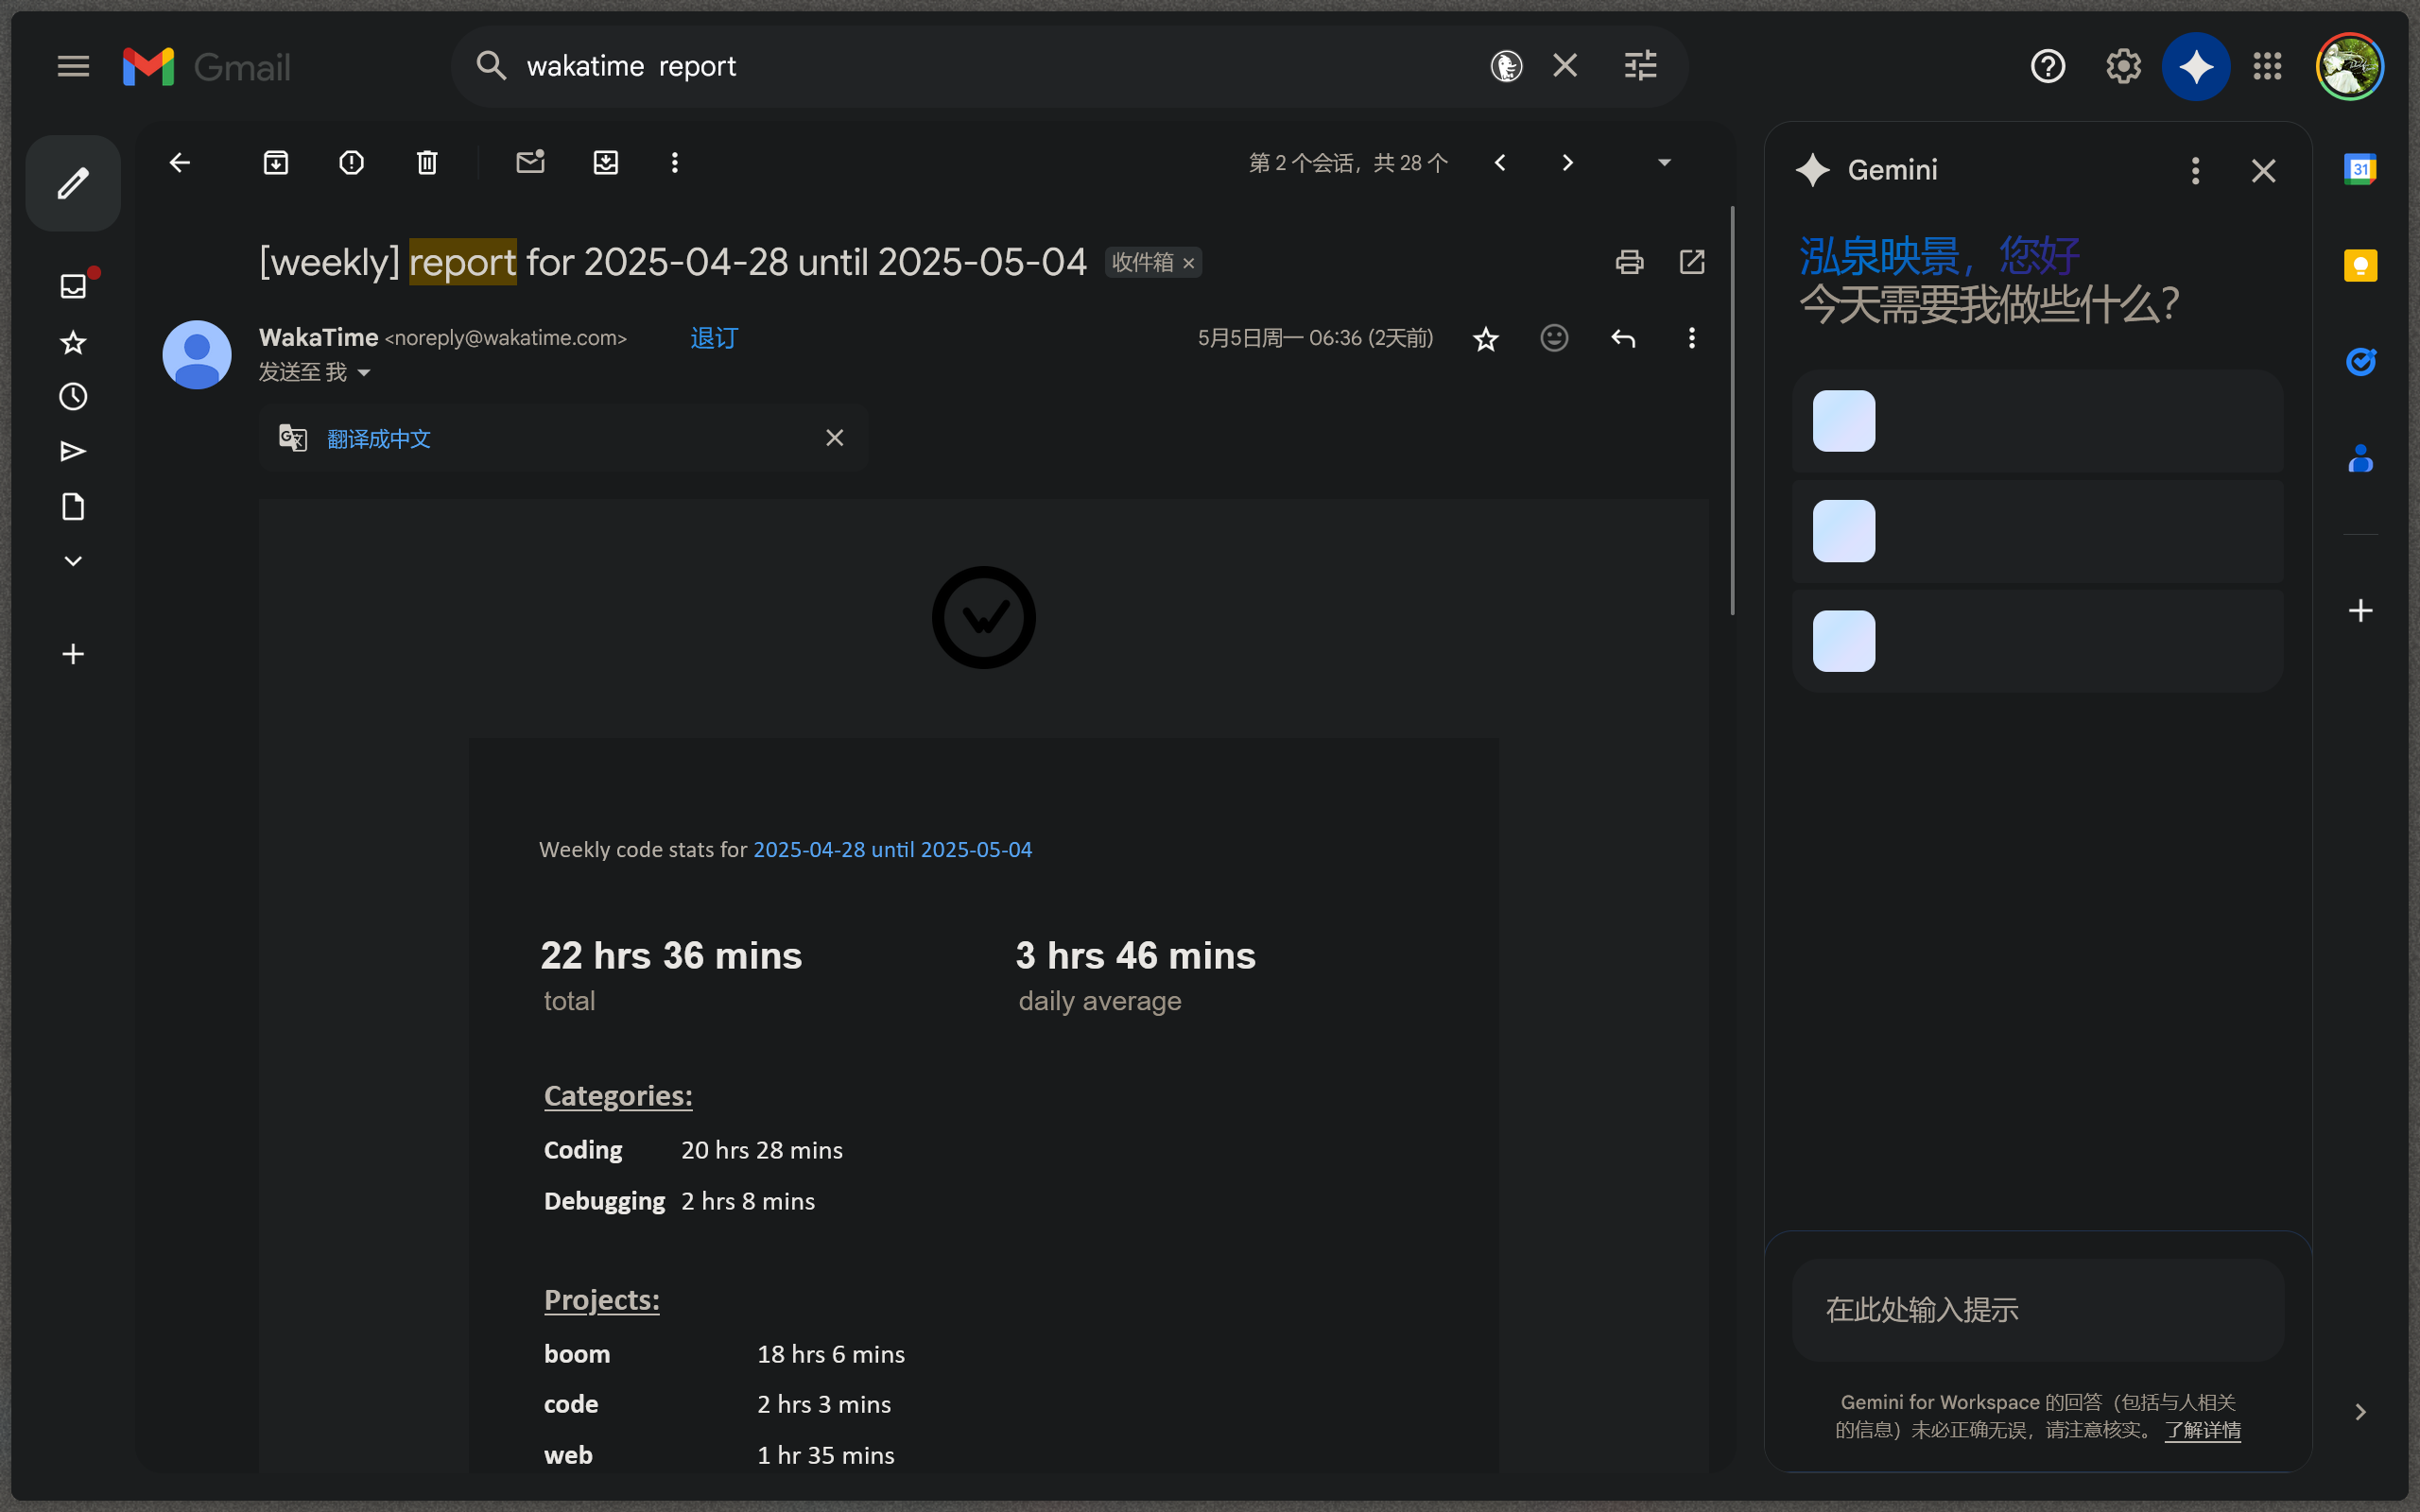 Gmail
wakatime  report
第 2 个会话，共 28 个
[weekly] report for 2025-04-28 until 2025-05-04
收件箱 ×
WakaTime <noreply@wakatime.com>
退订
5月5日周一 06:36 (2天前)
发送至 我
翻译成中文
Weekly code stats for 2025-04-28 until 2025-05-04
22 hrs 36 mins
total
3 hrs 46 mins
daily average
Categories:
Coding 20 hrs 28 mins
Debugging 2 hrs 8 mins
Projects:
boom 18 hrs 6 mins
code 2 hrs 3 mins
web 1 hr 35 mins
Gemini
泓泉映景，您好
今天需要我做些什么？
在此处输入提示
Gemini for Workspace 的回答（包括与人相关
的信息）未必正确无误，请注意核实。 了解详情
31